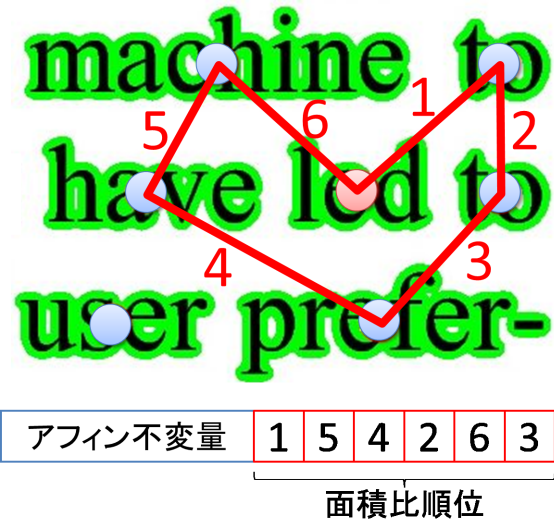 machine to
5 6 1 2
have led to
4 3
user prefer-
アフィン不変量 1 5 4 2 6 3
面積比順位